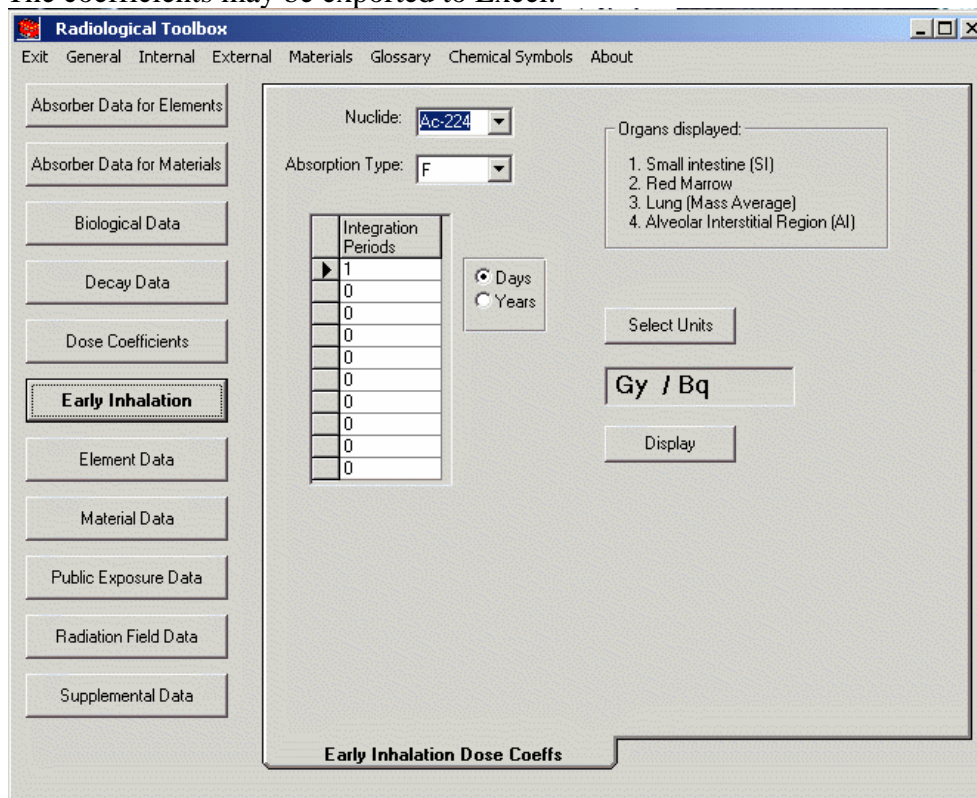 The coefficients may be exported to Excel.
Radiological Toolbox
Exit General Internal External Materials Glossary Chemical Symbols About
Absorber Data for Elements
Absorber Data for Materials
Biological Data
Decay Data
Dose Coefficients
Early Inhalation
Element Data
Material Data
Public Exposure Data
Radiation Field Data
Supplemental Data
Nuclide: Ac-224
Absorption Type: F
Integration
Periods
1
0
0
0
0
0
0
0
0
0
Days
Years
Organs displayed:
1. Small intestine (SI)
2. Red Marrow
3. Lung (Mass Average)
4. Alveolar Interstitial Region (AI)
Select Units
Gy / Bq
Display
Early Inhalation Dose Coeffs